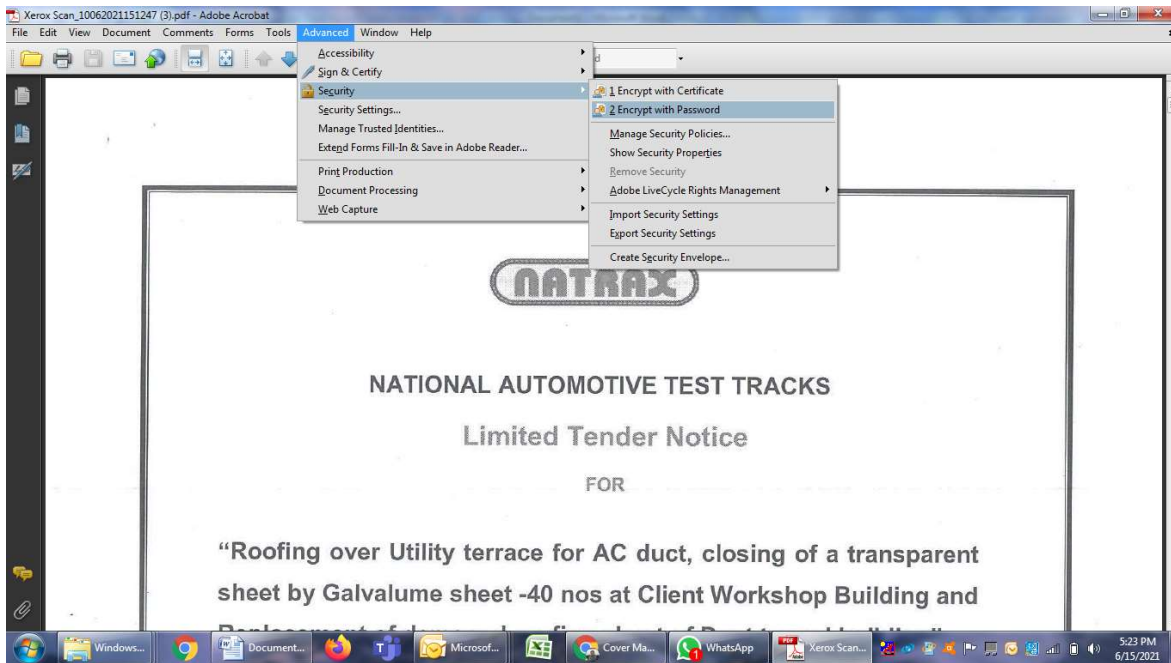 Xerox Scan_10062021151247 (3).pdf - Adobe Acrobat
File Edit View Document Comments Forms Tools Advanced Window Help
Accessibility
Sign & Certify
Security
Security Settings...
Manage Trusted Identities...
Extend Forms Fill-In & Save in Adobe Reader...
Print Production
Document Processing
Web Capture
1 Encrypt with Certificate
2 Encrypt with Password
Manage Security Policies...
Show Security Properties
Remove Security
Adobe LiveCycle Rights Management
Import Security Settings
Export Security Settings
Create Security Envelope...
NATRAX
NATIONAL AUTOMOTIVE TEST TRACKS
Limited Tender Notice
FOR
“Roofing over Utility terrace for AC duct, closing of a transparent
sheet by Galvalume sheet -40 nos at Client Workshop Building and
Windows... Document... Microsof... Cover Ma... WhatsApp Xerox Scan... 5:23 PM
6/15/2021